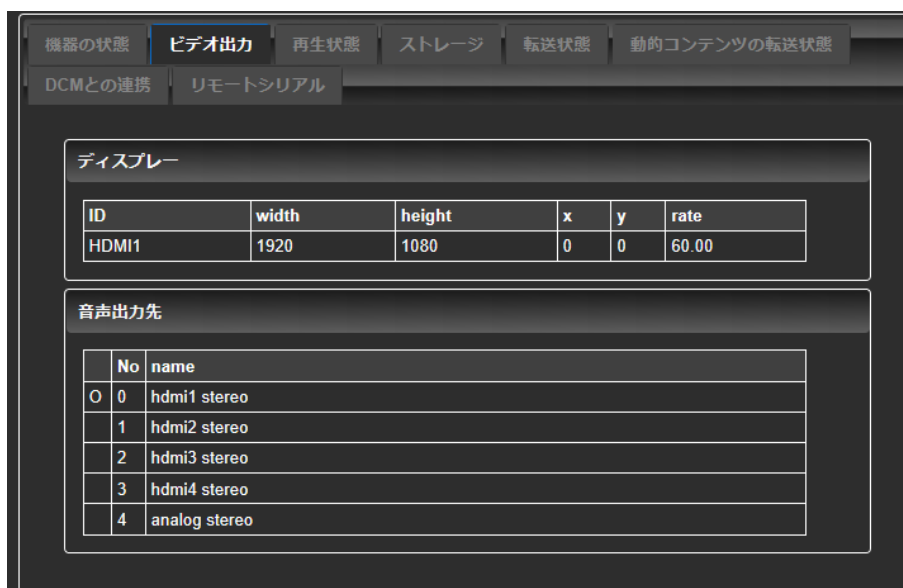 機器の状態 ビデオ出力 再生状態 ストレージ 転送状態 動的コンテンツの転送状態
DCMとの連携 リモートシリアル
ディスプレー
ID width height x y rate
HDMI1 1920 1080 0 0 60.00
音声出力先
No name
O 0 hdmi1 stereo
1 hdmi2 stereo
2 hdmi3 stereo
3 hdmi4 stereo
4 analog stereo